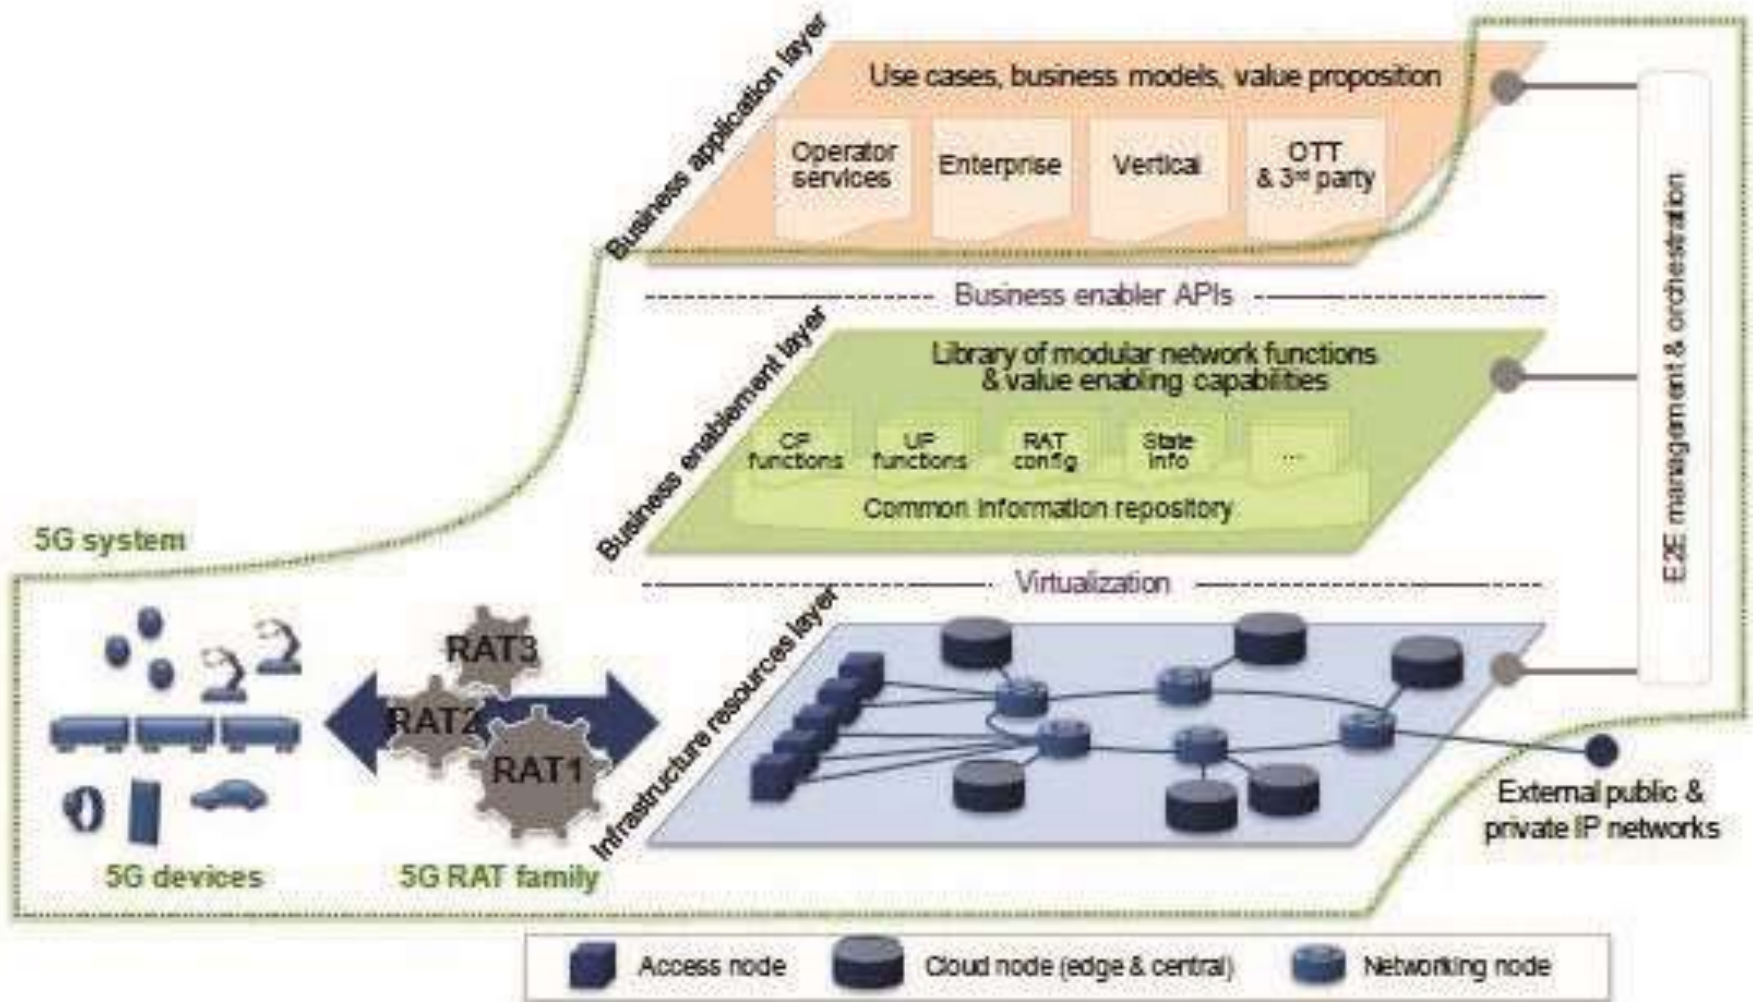 Business application layer
Use cases, business models, value proposition
Operator
services
Enterprise
Vertical
OTT
& 3rd party
Business enabler APIs
Business enablement layer
Library of modular network functions
& value enabling capabilities
CP
functions
UP
functions
RAT
config
State
info
...
Common information repository
E2E management & orchestration
Virtualization
5G system
Infrastructure resources layer
RAT3
RAT2
RAT1
5G devices
5G RAT family
External public &
private IP networks
Access node
Cloud node (edge & central)
Networking node